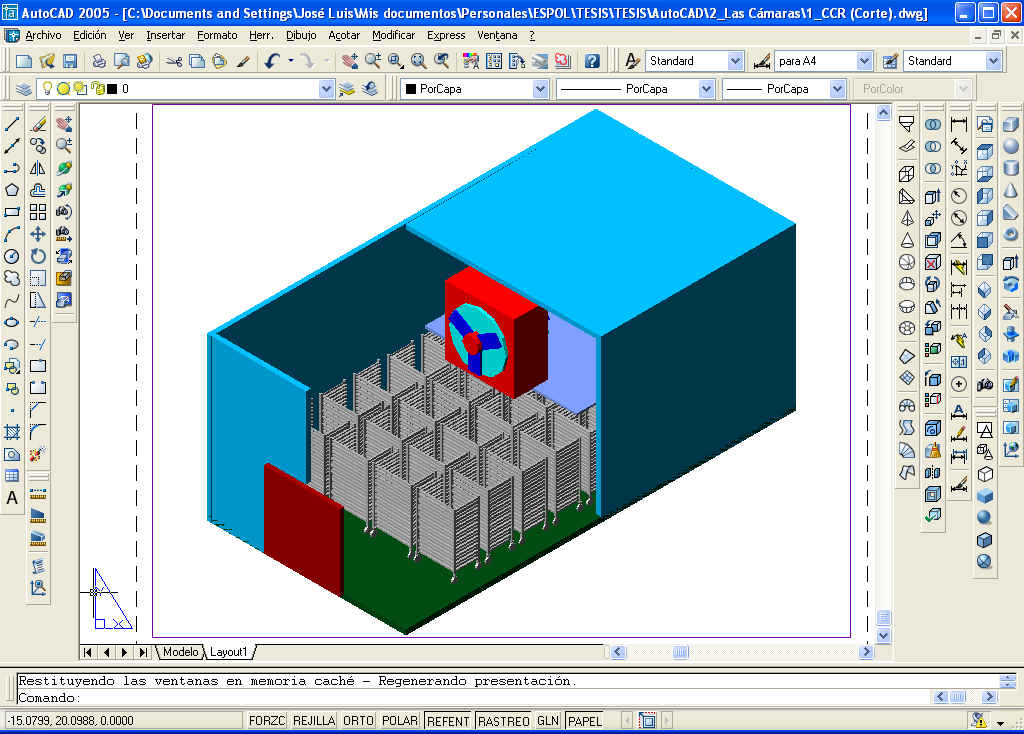 AutoCAD 2005 - [C:\Documents and Settings\José Luis\Mis documentos\Personales\ESPOL\TESIS\TESIS\AutoCAD\2_Las Cámaras\1_CCR (Corte).dwg]
Archivo Edición Ver Insertar Formato Herr. Dibujo Acotar Modificar Express Ventana ?
Standard para A4 Standard
0 PorCapa PorCapa PorCapa PorColor
A
X
Modelo Layout1
Restituyendo las ventanas en memoria caché - Regenerando presentación.
Comando:
-15.0799, 20.0988, 0.0000 FORZC REJILLA ORTO POLAR REFENT RASTREO GLN PAPEL